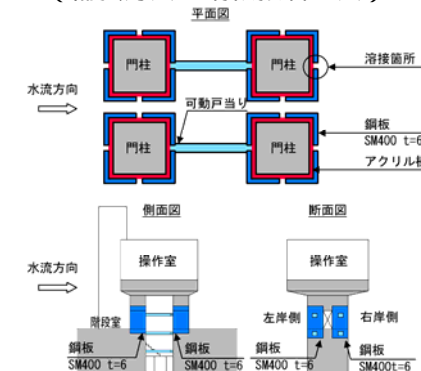 平面図
門柱
門柱
溶接箇所
水流方向
可動戸当り
鋼板
SM400 t=6
門柱
門柱
アクリル
側面図
断面図
水流方向
操作室
操作室
階段室
左岸側
右岸側
鋼板
SM400 t=6
鋼板
SM400 t=6
鋼板
SM400 t=6
鋼板
SM400t=6